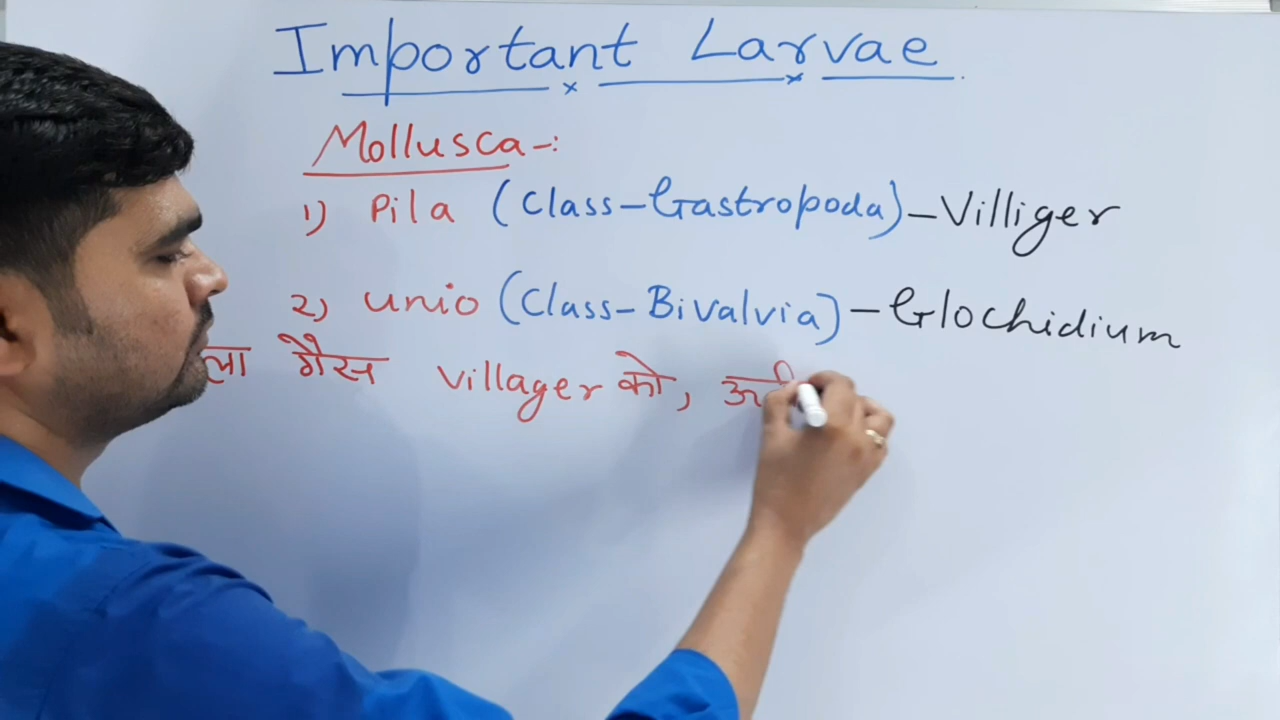 Important Larvae
Mollusca-:
1) Pila (Class-Gastropoda)-Villiger
2) Unio (Class-Bivalvia)-Glochidium
गैस villager को,